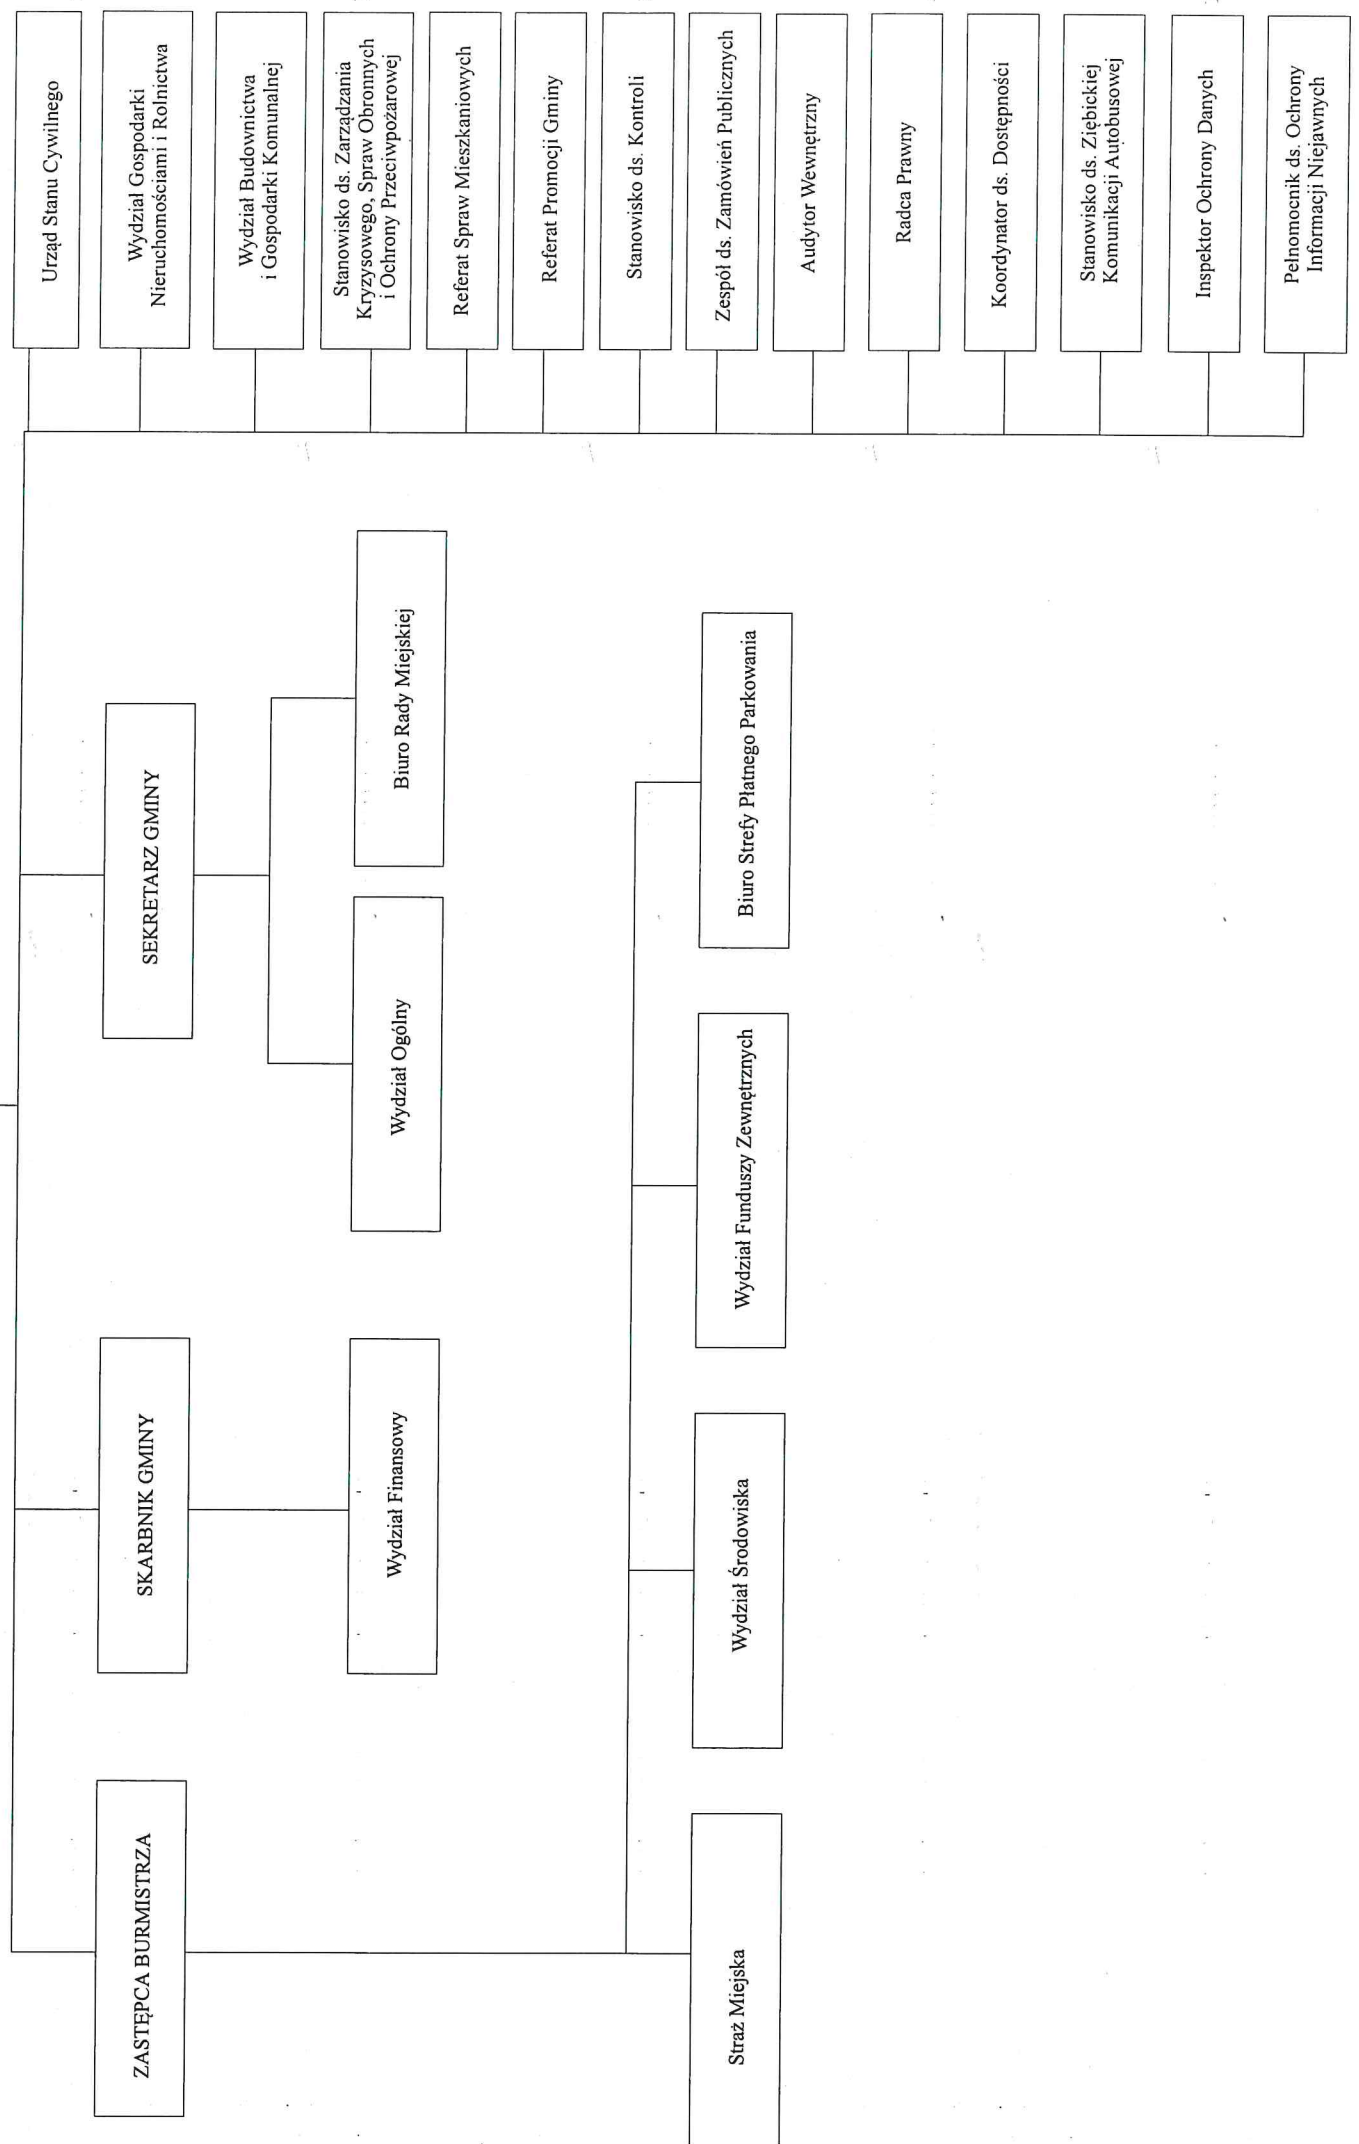 ZASTĘPCA BURMISTRZA
SKARBNIK GMINY
SEKRETARZ GMINY
Wydział Finansowy
Wydział Ogólny
Biuro Rady Miejskiej
Straż Miejska
Wydział Środowiska
Wydział Funduszy Zewnętrznych
Biuro Strefy Płatnego Parkowania
Urząd Stanu Cywilnego
Wydział Gospodarki
Nieruchomościami i Rolnictwa
Wydział Budownictwa
i Gospodarki Komunalnej
Stanowisko ds. Zarządzania
Kryzysowego, Spraw Obronnych
i Ochrony Przeciwpożarowej
Referat Spraw Mieszkaniowych
Referat Promocji Gminy
Stanowisko ds. Kontroli
Zespół ds. Zamówień Publicznych
Audytor Wewnętrzny
Radca Prawny
Koordynator ds. Dostępności
Stanowisko ds. Ziębickiej
Komunikacji Autobusowej
Inspektor Ochrony Danych
Pełnomocnik ds. Ochrony
Informacji Niejawnych